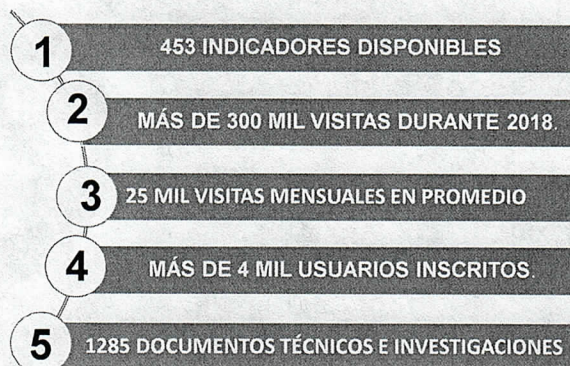 1
453 INDICADORES DISPONIBLES
2
MÁS DE 300 MIL VISITAS DURANTE 2018.
3
25 MIL VISITAS MENSUALES EN PROMEDIO
4
MÁS DE 4 MIL USUARIOS INSCRITOS.
5
1285 DOCUMENTOS TÉCNICOS E INVESTIGACIONES